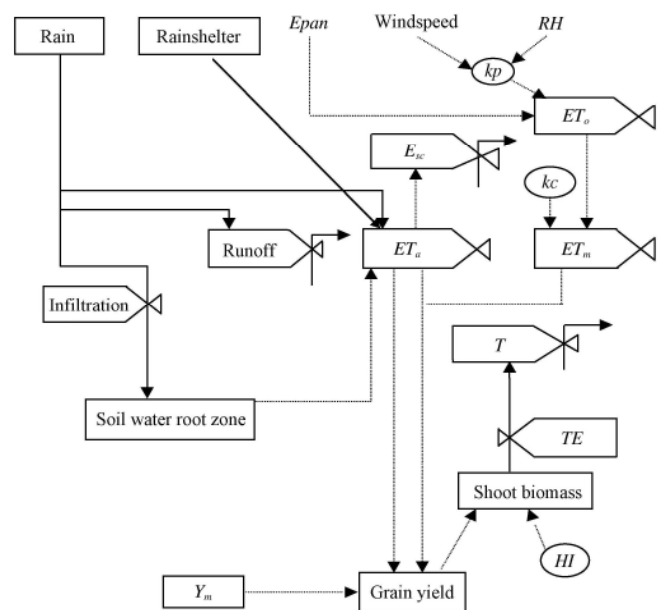 Rain
Rainshelter
Epan
Windspeed
RH
kp
ETo
Esc
kc
Runoff
ETa
ETm
Infiltration
T
Soil water root zone
TE
Shoot biomass
HI
Ym
Grain yield